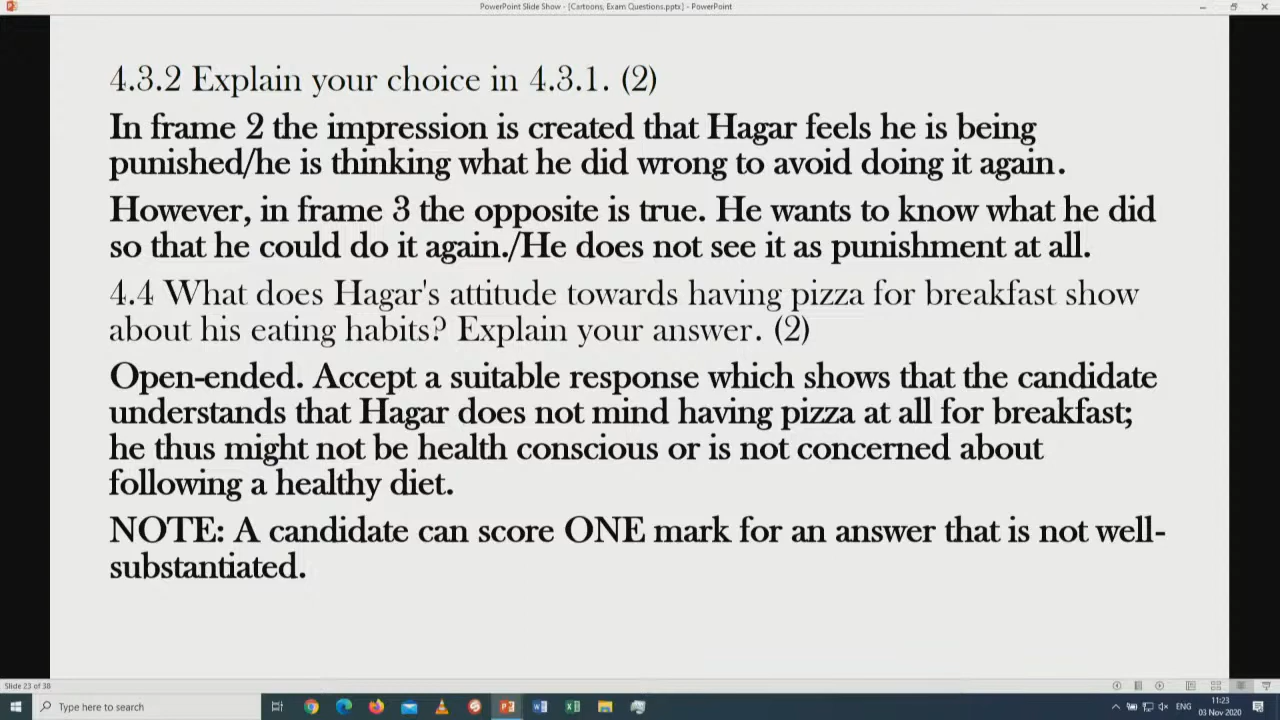 PowerPoint Slide Show - [Cartoons, Exam Questions.pptx] - PowerPoint
4.3.2 Explain your choice in 4.3.1. (2)
In frame 2 the impression is created that Hagar feels he is being
punished/he is thinking what he did wrong to avoid doing it again.
However, in frame 3 the opposite is true. He wants to know what he did
so that he could do it again./He does not see it as punishment at all.
4.4 What does Hagar's attitude towards having pizza for breakfast show
about his eating habits? Explain your answer. (2)
Open-ended. Accept a suitable response which shows that the candidate
understands that Hagar does not mind having pizza at all for breakfast;
he thus might not be health conscious or is not concerned about
following a healthy diet.
NOTE: A candidate can score ONE mark for an answer that is not well-
substantiated.
Slide 23 of 38
Type here to search
ENG
11:23
03 Nov 2020